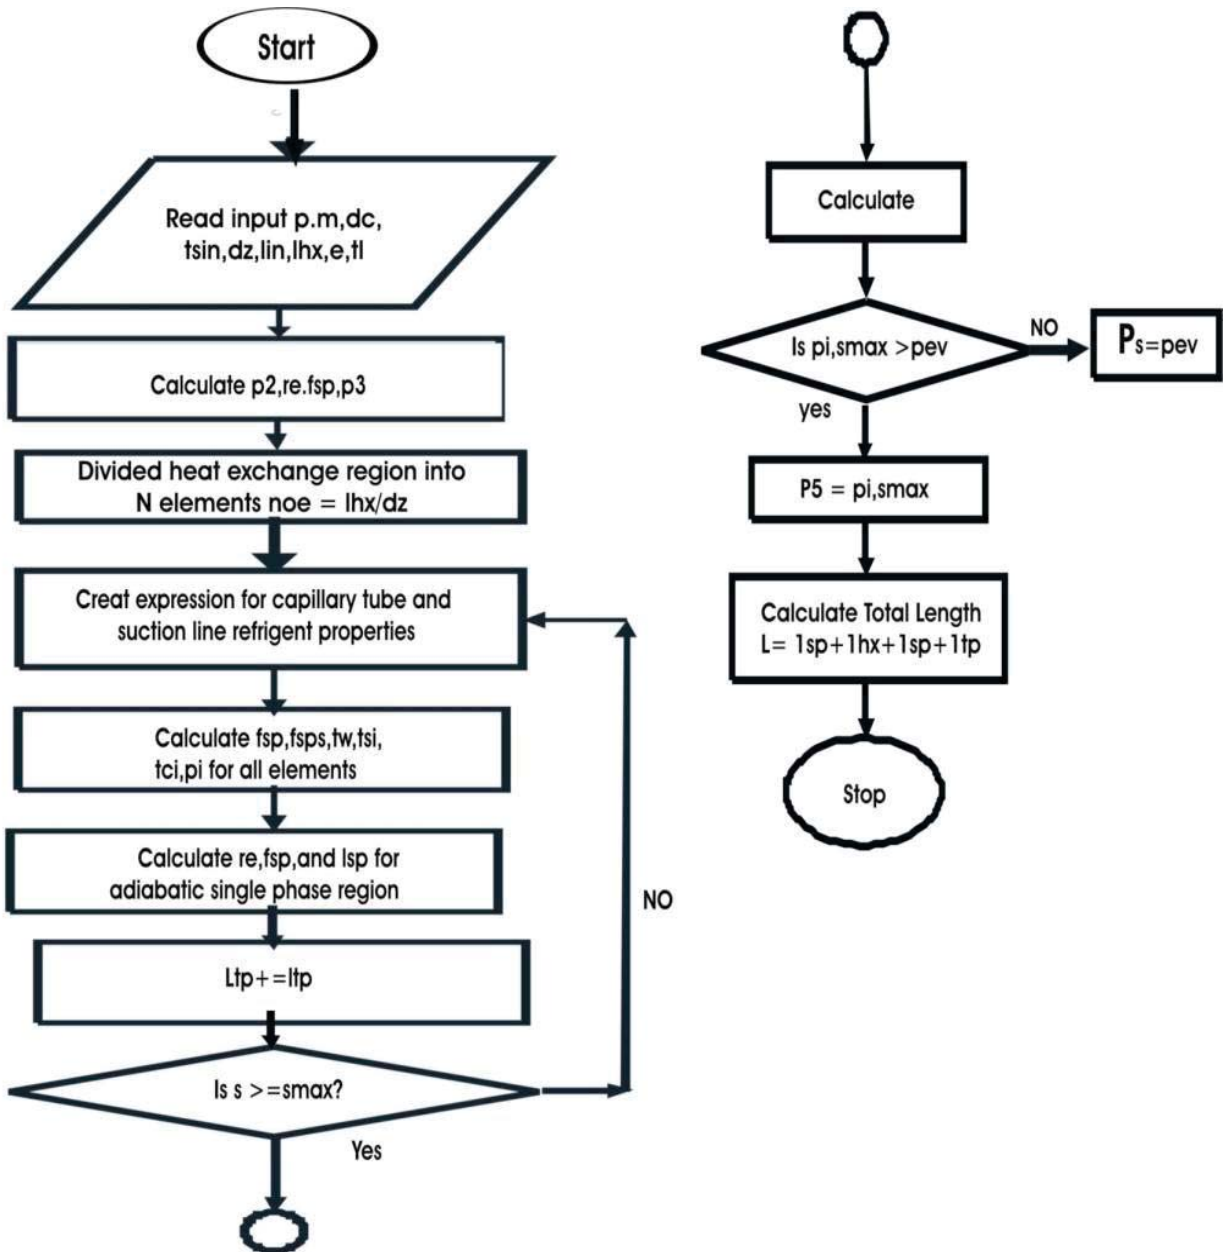 Start
Read input p.m,dc,
tsin,dz,lin,lhx,e,tl
Calculate p2,re.fsp,p3
Divided heat exchange region into
N elements noe = lhx/dz
Creat expression for capillary tube and
suction line refrigent properties
Calculate fsp,fsps,tw,tsi,
tci,pi for all elements
Calculate re,fsp,and lsp for
adiabatic single phase region
Ltp+=ltp
Is s >=smax?
NO
Yes
Calculate
Is pi,smax >pev
NO
Ps=pev
yes
P5 = pi,smax
Calculate Total Length
L= 1sp+1hx+1sp+1tp
Stop